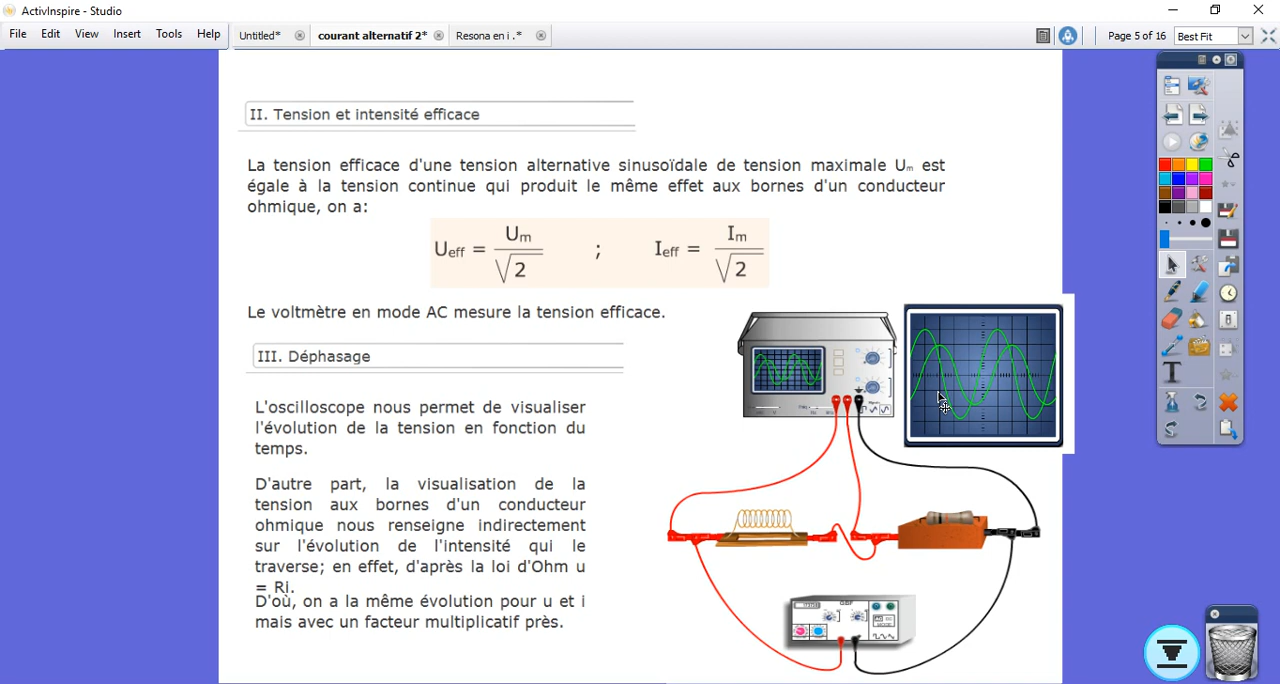 ActivInspire - Studio
File Edit View Insert Tools Help
Untitled* courant alternatif 2* Resona en i .*
Page 5 of 16 Best Fit
II. Tension et intensité efficace
La tension efficace d'une tension alternative sinusoïdale de tension maximale Uₘ est
égale à la tension continue qui produit le même effet aux bornes d'un conducteur
ohmique, on a:
U_eff = U_m / √2 ; I_eff = I_m / √2
Le voltmètre en mode AC mesure la tension efficace.
III. Déphasage
L'oscilloscope nous permet de visualiser
l'évolution de la tension en fonction du
temps.
D'autre part, la visualisation de la
tension aux bornes d'un conducteur
ohmique nous renseigne indirectement
sur l'évolution de l'intensité qui le
traverse; en effet, d'après la loi d'Ohm u
= Ri.
D'où, on a la même évolution pour u et i
mais avec un facteur multiplicatif près.
GBF